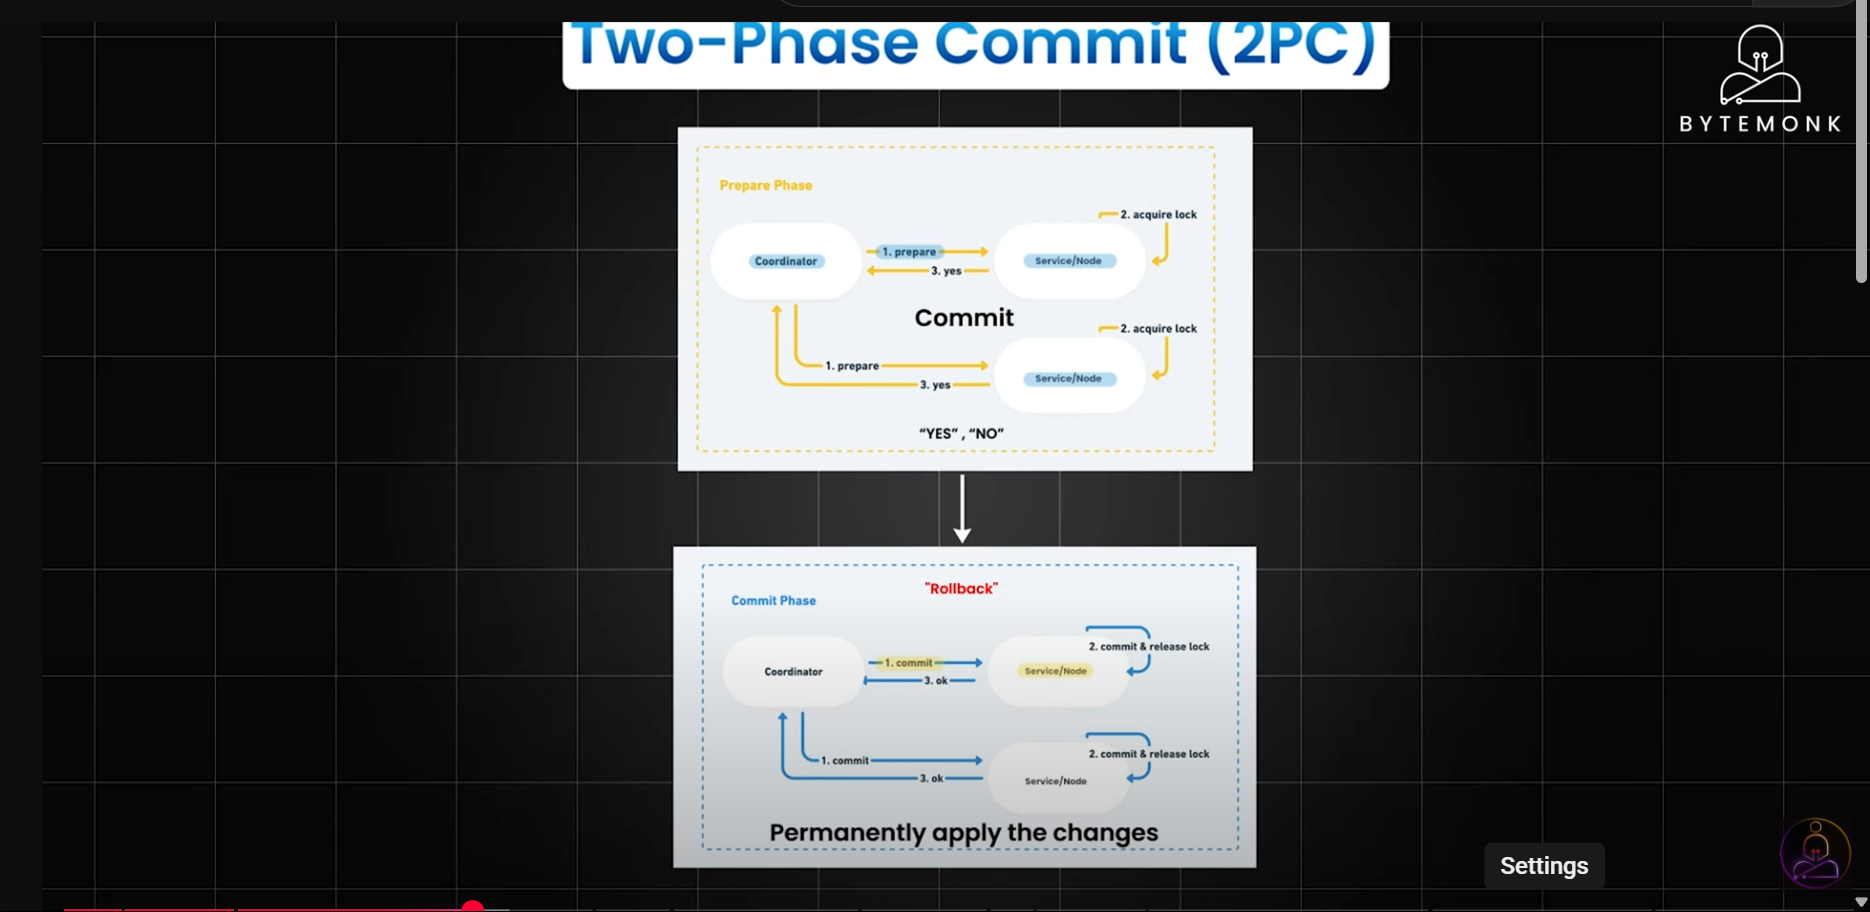 Two-Phase Commit (2PC)
BYTEMONK
Prepare Phase
2. acquire lock
Coordinator
1. prepare
3. yes
Service/Node
Commit
2. acquire lock
1. prepare
3. yes
Service/Node
"YES" , "NO"
"Rollback"
Commit Phase
2. commit & release lock
Coordinator
1. commit
3. ok
Service/Node
2. commit & release lock
1. commit
3. ok
Service/Node
Permanently apply the changes
Settings